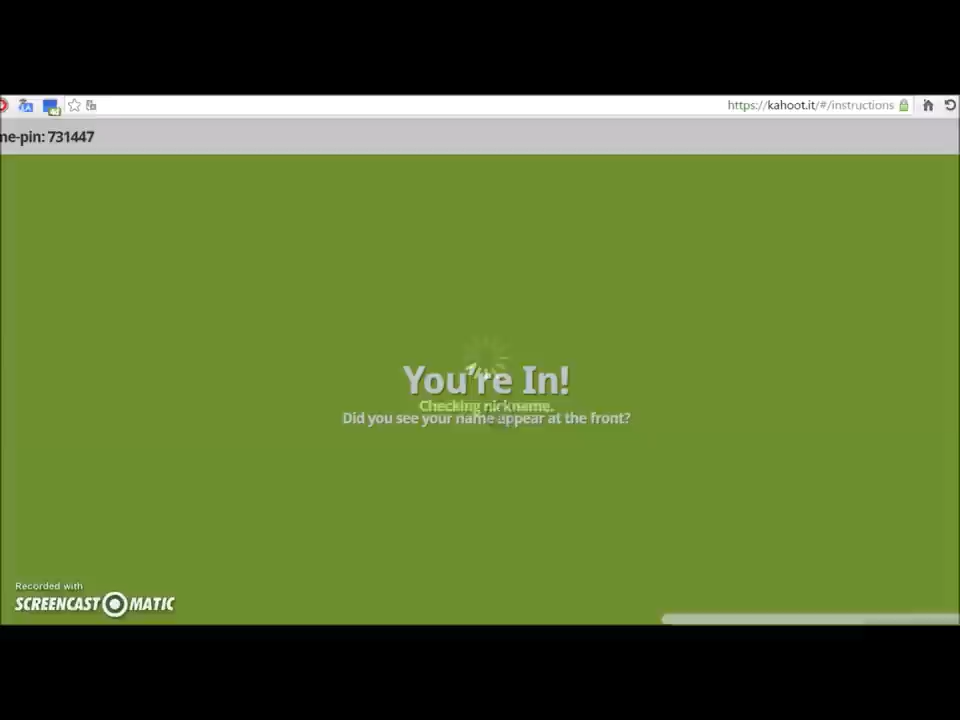 https://kahoot.it/#/instructions
me-pin: 731447
You're In!
Checking nickname.
Did you see your name appear at the front?
Recorded with
SCREENCAST MATIC